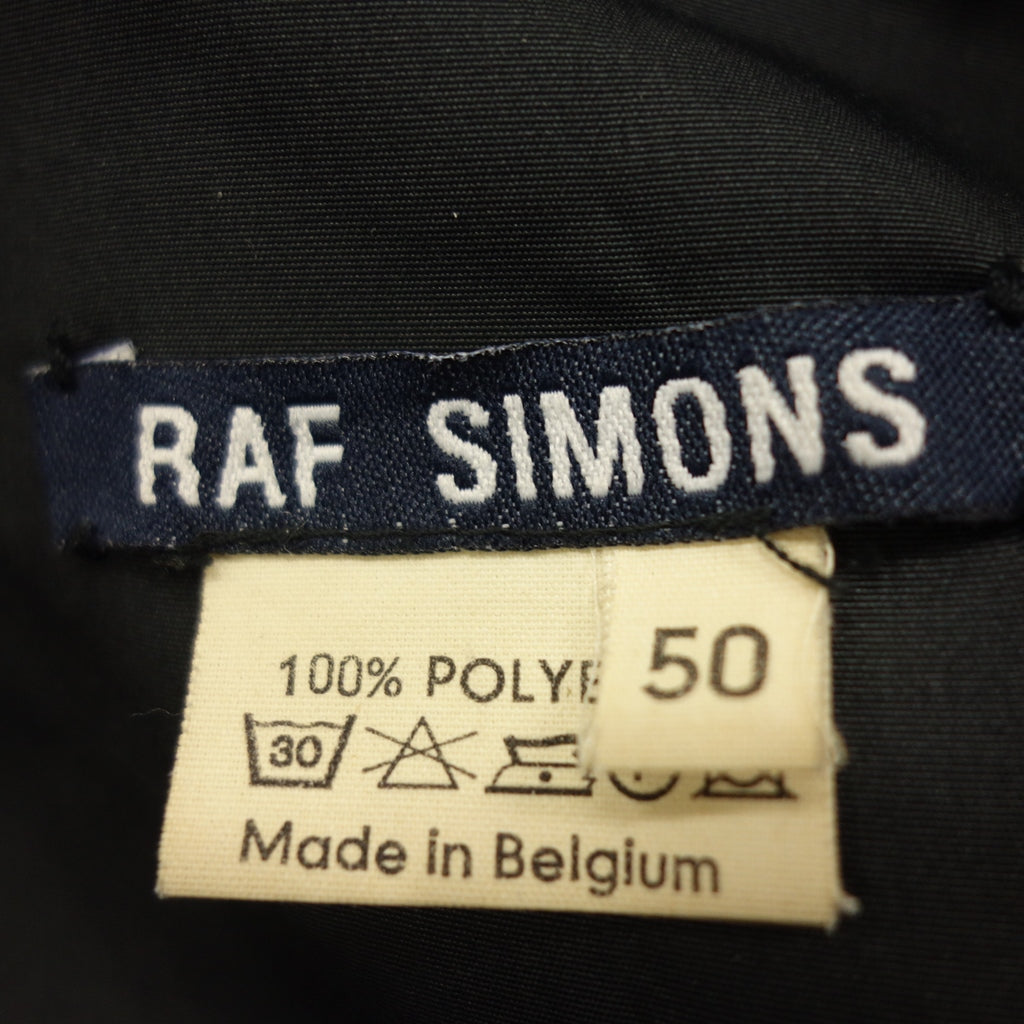 RAF SIMONS
100% POLYE
50
30
Made in Belgium